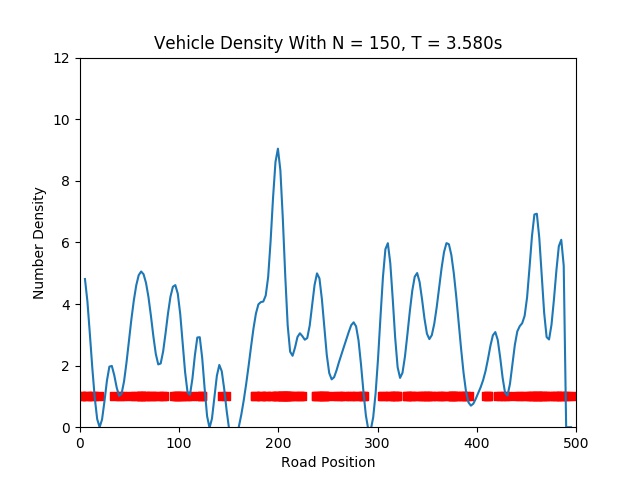 Vehicle Density With N = 150, T = 3.580s
12
10
8
6
4
2
0
Number Density
0 100 200 300 400 500
Road Position